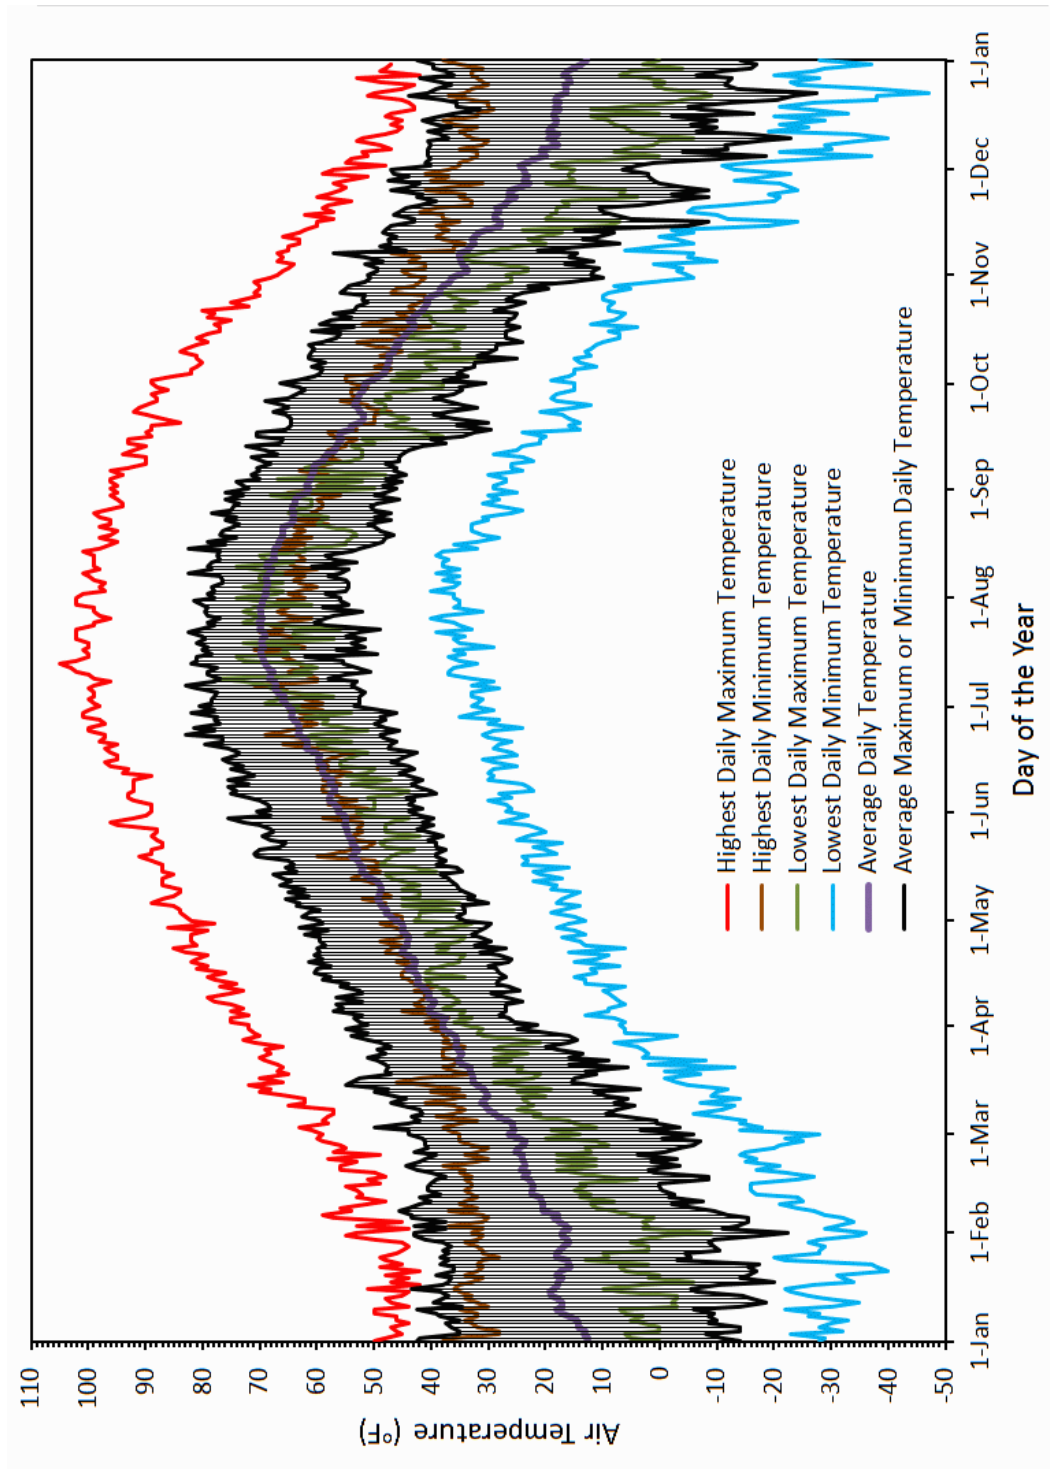 110
100
90
80
70
60
50
40
30
20
10
0
-10
-20
-30
-40
-50
Air Temperature (°F)
1-Jan
1-Feb
1-Mar
1-Apr
1-May
1-Jun
1-Jul
1-Aug
1-Sep
1-Oct
1-Nov
1-Dec
1-Jan
Day of the Year
Highest Daily Maximum Temperature
Highest Daily Minimum Temperature
Lowest Daily Maximum Temperature
Lowest Daily Minimum Temperature
Average Daily Temperature
Average Maximum or Minimum Daily Temperature